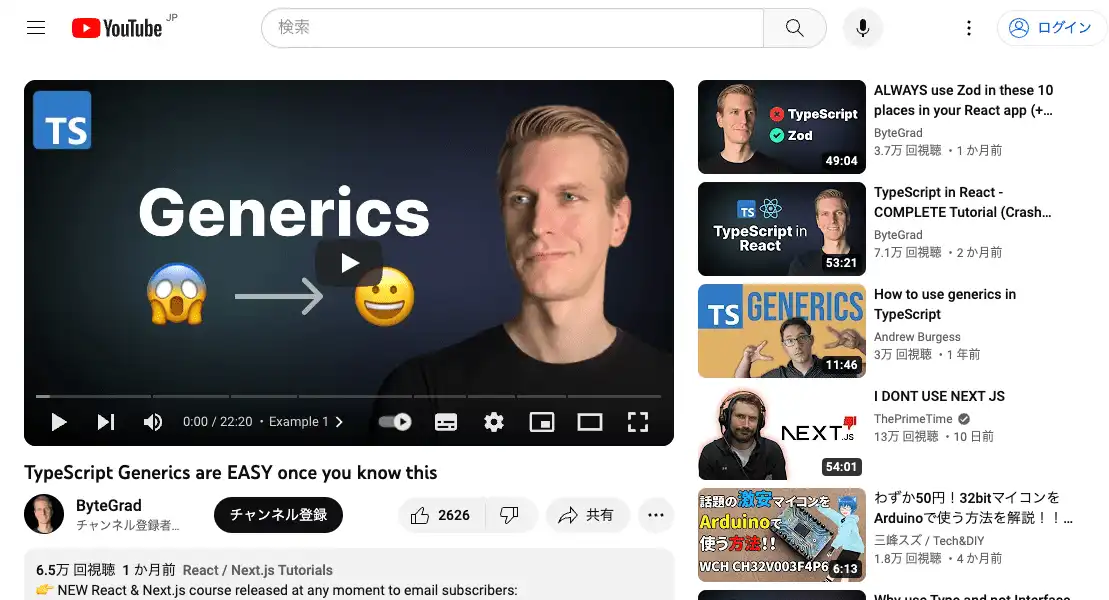 YouTube JP
検索
ログイン
TS
Generics
0:00 / 22:20 ・ Example 1
TypeScript Generics are EASY once you know this
ByteGrad
チャンネル登録者...
チャンネル登録
2626
共有
6.5万 回視聴 1 か月前 React / Next.js Tutorials
👉 NEW React & Next.js course released at any moment to email subscribers:
TypeScript
Zod
49:04
ALWAYS use Zod in these 10
places in your React app (+...
ByteGrad
3.7万 回視聴 ・1 か月前
TS
TypeScript in
React
53:21
TypeScript in React -
COMPLETE Tutorial (Crash...
ByteGrad
7.1万 回視聴 ・2 か月前
TS GENERICS
11:46
How to use generics in
TypeScript
Andrew Burgess
3万 回視聴 ・1 年前
NEXT.JS
54:01
I DONT USE NEXT JS
ThePrimeTime
13万 回視聴 ・10 日前
話題の激安マイコンを
Arduinoで
使う方法!!
WCH CH32V003F4P6
6:13
わずか50円！32bitマイコンを
Arduinoで使う方法を解説！！...
三峰スズ / Tech&DIY
1.8万 回視聴 ・4 か月前
Why use Type and not Interface